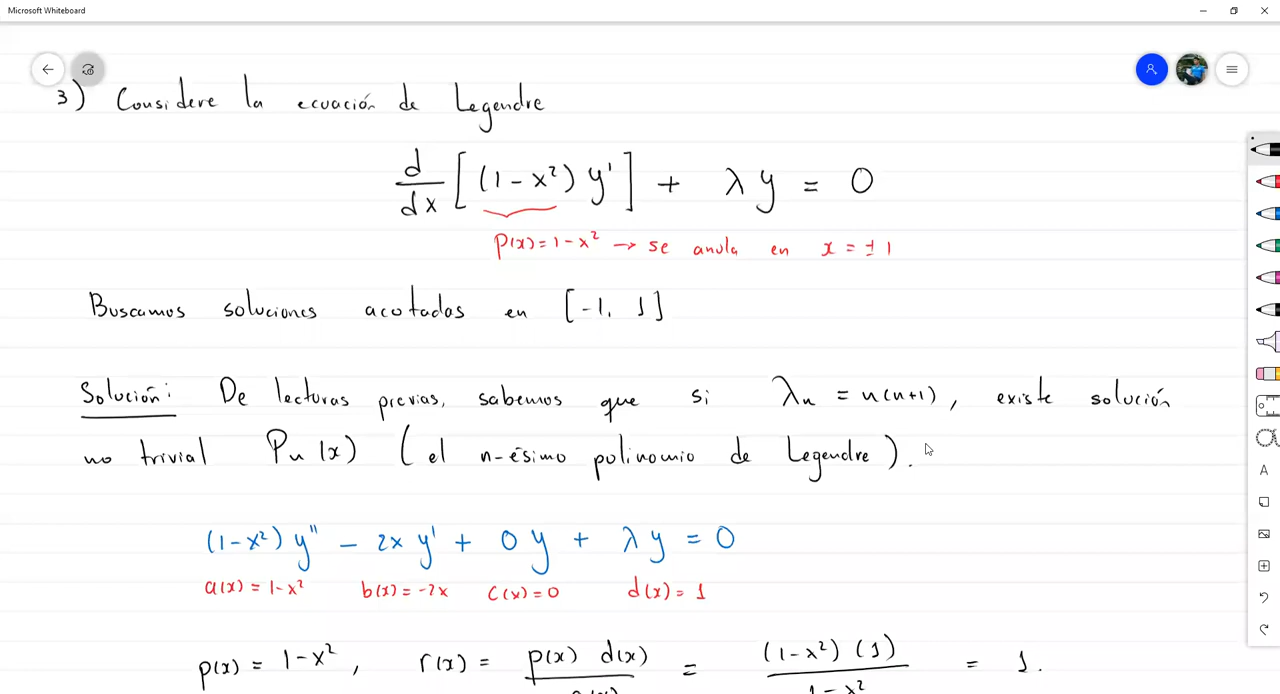 Microsoft Whiteboard
3) Considere la ecuación de Legendre
d/dx [(1-x²) y'] + λy = 0
p(x) = 1-x² → se anula en x = ±1
Buscamos soluciones acotadas en [-1, 1]
Solución: De lecturas previas, sabemos que si λn = n(n+1), existe solución
no trivial Pn(x) (el n-ésimo polinomio de Legendre).
(1-x²) y'' - 2x y' + 0 y + λ y = 0
a(x) = 1-x² b(x) = -2x c(x) = 0 d(x) = 1
p(x) = 1-x², r(x) = p(x) d(x) / = (1-x²)(1) / 1-x² = 1.
A